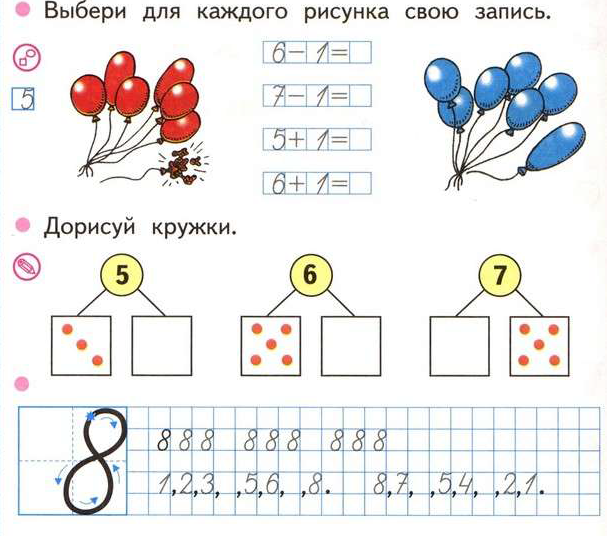 Выбери для каждого рисунка свою запись.
5
6-1=
7-1=
5+1=
6+1=
Дорисуй кружки.
5 6 7
8 8 8 8 8 8 8 8 8 8
1,2,3, ,5,6, ,8. 8,7, ,5,4, ,2,1.